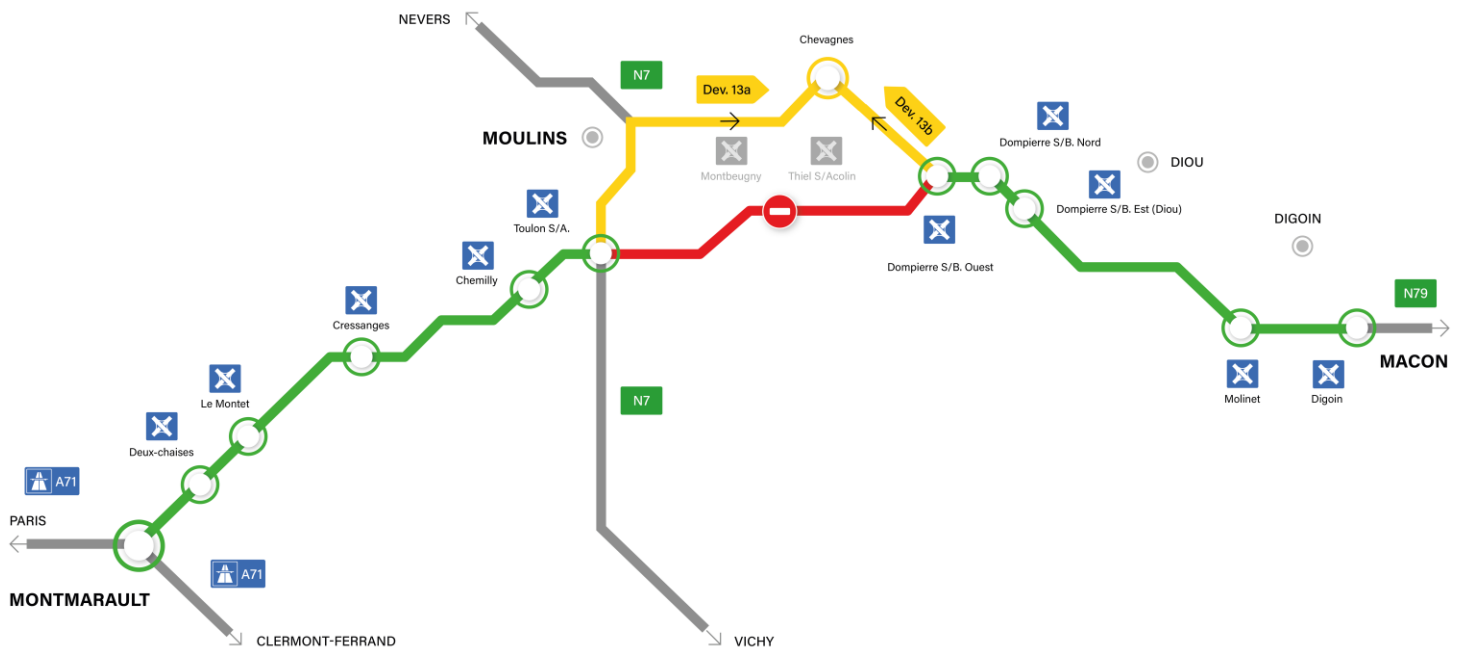 NEVERS
Chevagnes
N7
Dev. 13a
Dev. 13b
MOULINS
Dompierre S/B. Nord
DIOU
Montbeugny
Thiel S/Acolin
Dompierre S/B. Est (Diou)
Toulon S/A.
DIGOIN
Chemilly
Dompierre S/B. Ouest
N79
Cressanges
MACON
Le Montet
N7
Molinet
Digoin
Deux-chaises
A71
PARIS
A71
MONTMARAULT
CLERMONT-FERRAND
VICHY